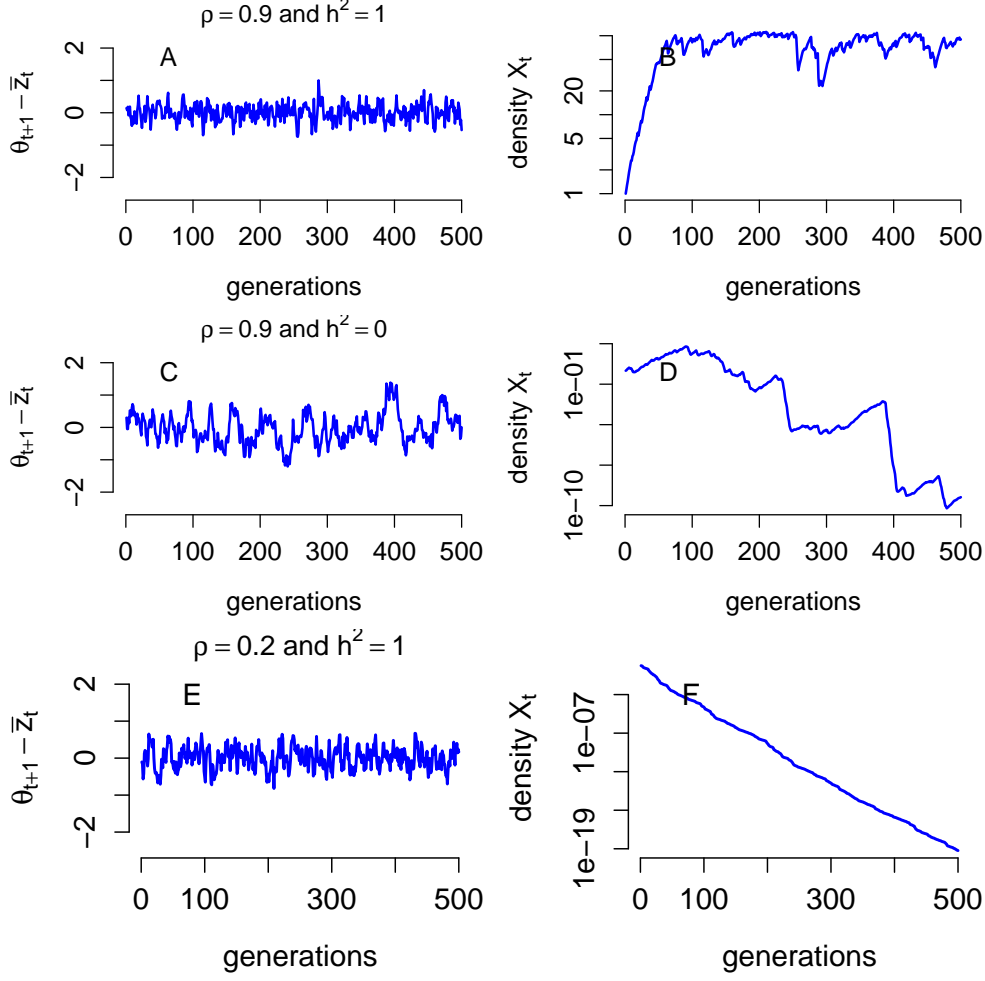 ρ = 0.9 and h² = 1
A
θₜ₊₁ − z̅ₜ
2
0
−2
0 100 200 300 400 500
generations
B
density Xₜ
20
5
1
0 100 200 300 400 500
generations
ρ = 0.9 and h² = 0
C
θₜ₊₁ − z̅ₜ
2
0
−2
0 100 200 300 400 500
generations
D
density Xₜ
1e−01
1e−10
0 100 200 300 400 500
generations
ρ = 0.2 and h² = 1
E
θₜ₊₁ − z̅ₜ
2
0
−2
0 100 300 500
generations
F
density Xₜ
1e−07
1e−19
0 100 300 500
generations